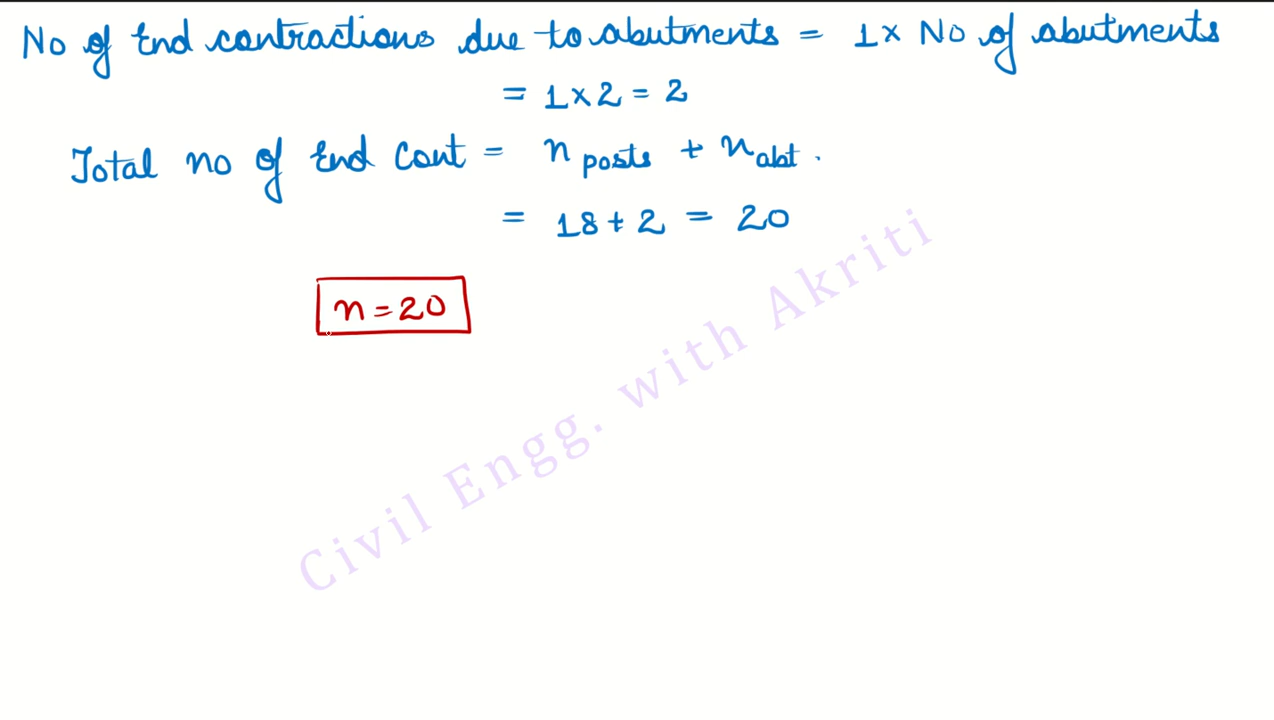 No of End contractions due to abutments = 1 × No of abutments
= 1 × 2 = 2
Total no of End Cont = n posts + n abt.
= 18 + 2 = 20
n = 20
Civil Engg. with Akriti